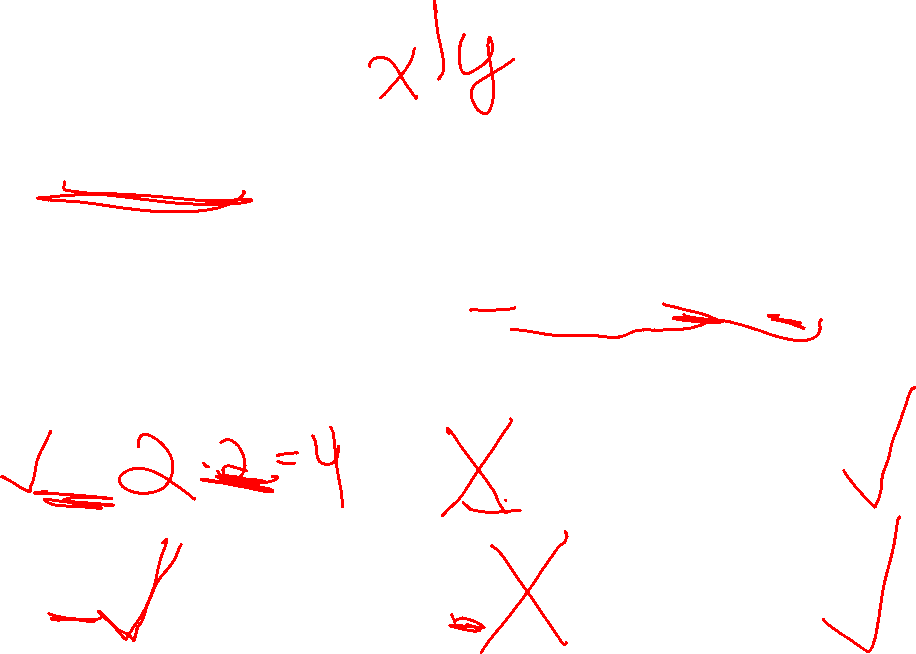 x|y
✓ 2·2=4 X ✓
✓ X ✓